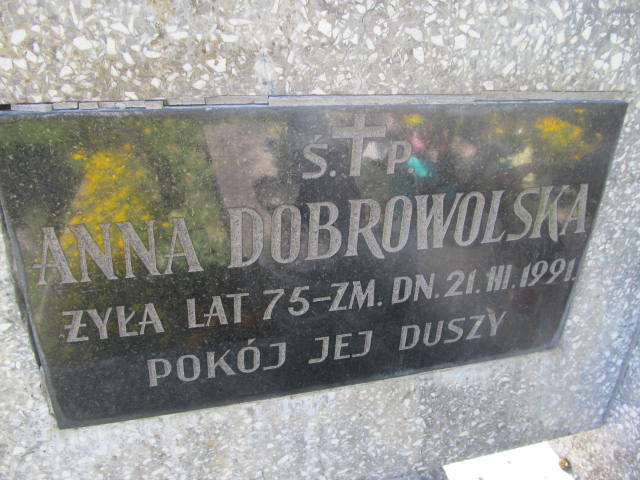 Ś. P.
ANNA DOBROWOLSKA
ŻYŁA LAT 75-ZM. DN. 21.III.1991.
POKÓJ JEJ DUSZY